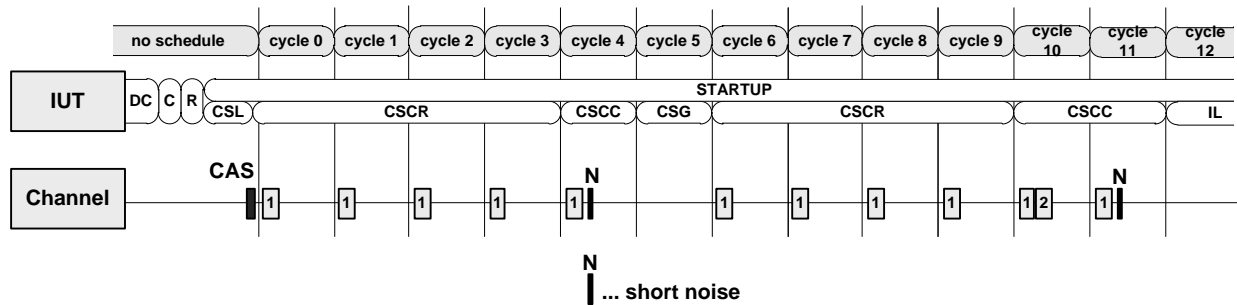 no schedule cycle 0 cycle 1 cycle 2 cycle 3 cycle 4 cycle 5 cycle 6 cycle 7 cycle 8 cycle 9 cycle 10 cycle 11 cycle 12
IUT DC C R STARTUP
CSL CSCR CSCC CSG CSCR CSCC IL
CAS N N
Channel 1 1 1 1 1 1 1 1 1 1 2 1
N
... short noise